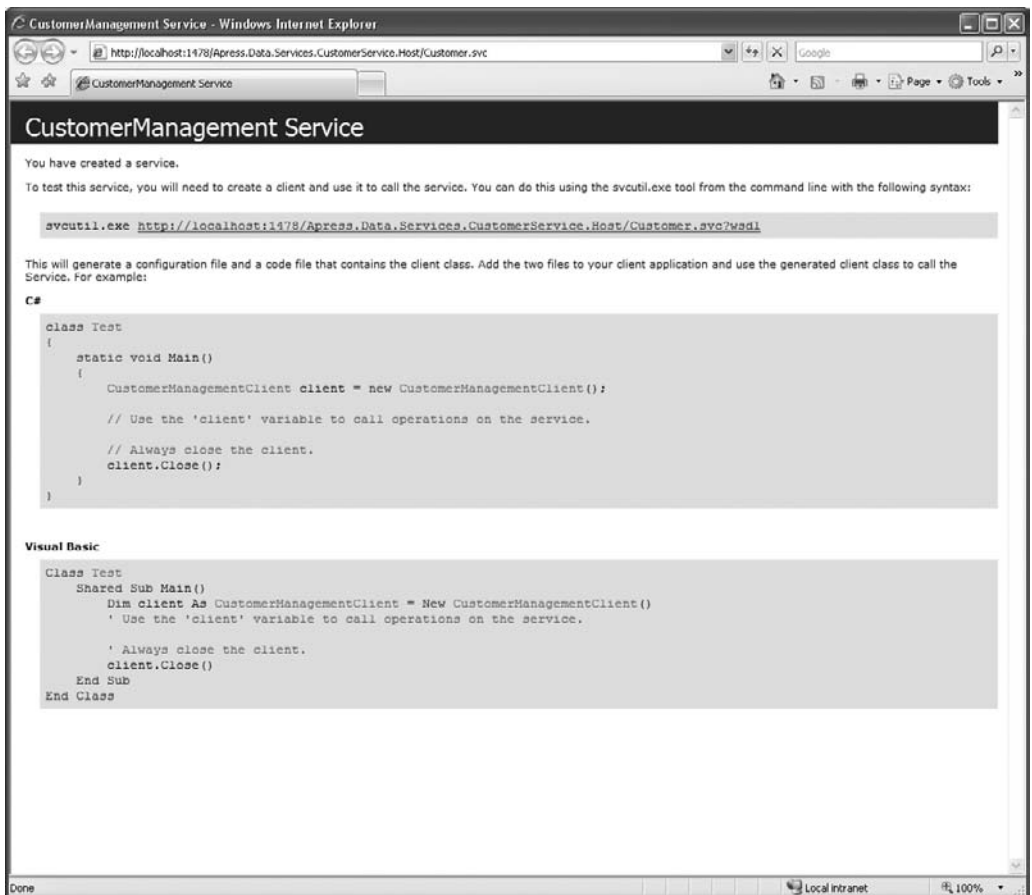 CustomerManagement Service - Windows Internet Explorer
http://localhost:1478/Apress.Data.Services.CustomerService.Host/Customer.svc
Google
CustomerManagement Service
Page
Tools
CustomerManagement Service
You have created a service.
To test this service, you will need to create a client and use it to call the service. You can do this using the svcutil.exe tool from the command line with the following syntax:
svcutil.exe http://localhost:1478/Apress.Data.Services.CustomerService.Host/Customer.svc?wsdl
This will generate a configuration file and a code file that contains the client class. Add the two files to your client application and use the generated client class to call the
Service. For example:
C#
class Test
{
static void Main()
{
CustomerManagementClient client = new CustomerManagementClient();
// Use the 'client' variable to call operations on the service.
// Always close the client.
client.Close();
}
}
Visual Basic
Class Test
Shared Sub Main()
Dim client As CustomerManagementClient = New CustomerManagementClient()
' Use the 'client' variable to call operations on the service.
' Always close the client.
client.Close()
End Sub
End Class
Done
Local intranet
100%